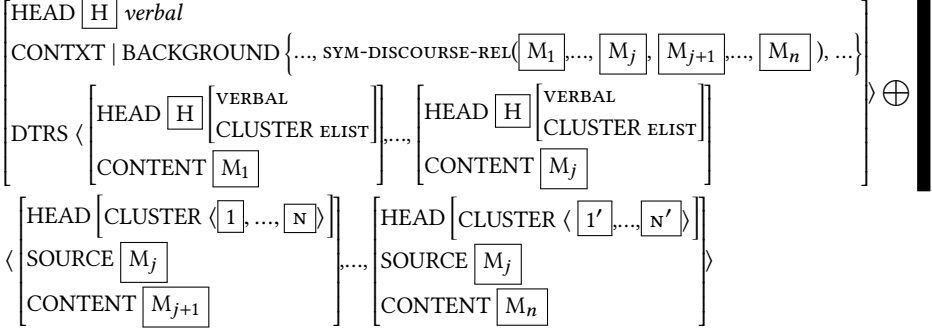 HEAD H verbal
CONTXT | BACKGROUND {..., SYM-DISCOURSE-REL( M1 ,..., Mj , Mj+1 ,..., Mn ), ...}
DTRS ⟨ [HEAD H [VERBAL CLUSTER ELIST] CONTENT M1 ] ,..., [HEAD H [VERBAL CLUSTER ELIST] CONTENT Mj ] ⟩ ⊕
⟨ [HEAD [CLUSTER ⟨ 1 , ..., N ⟩] SOURCE Mj CONTENT Mj+1 ] ,..., [HEAD [CLUSTER ⟨ 1′ ,..., N′ ⟩] SOURCE Mj CONTENT Mn ] ⟩